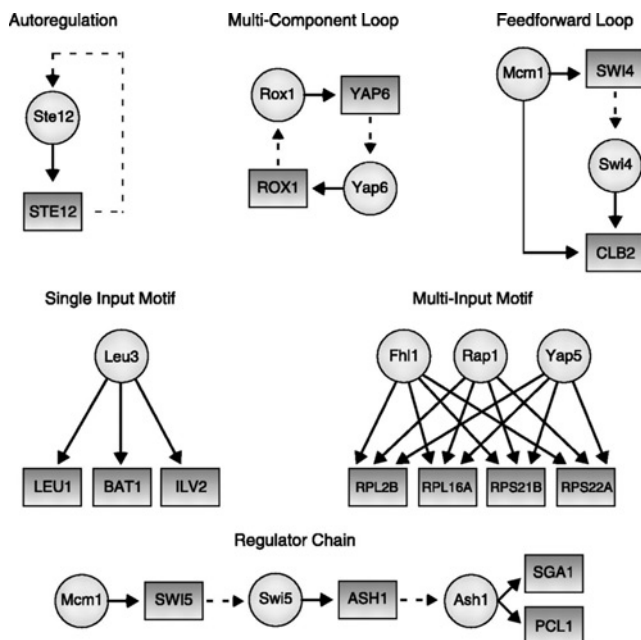 Autoregulation
Multi-Component Loop
Feedforward Loop
Ste12
STE12
Rox1
YAP6
ROX1
Yap6
Mcm1
SWI4
Swi4
CLB2
Single Input Motif
Multi-Input Motif
Leu3
LEU1
BAT1
ILV2
Fhl1
Rap1
Yap5
RPL2B
RPL16A
RPS21B
RPS22A
Regulator Chain
Mcm1
SWI5
Swi5
ASH1
Ash1
SGA1
PCL1